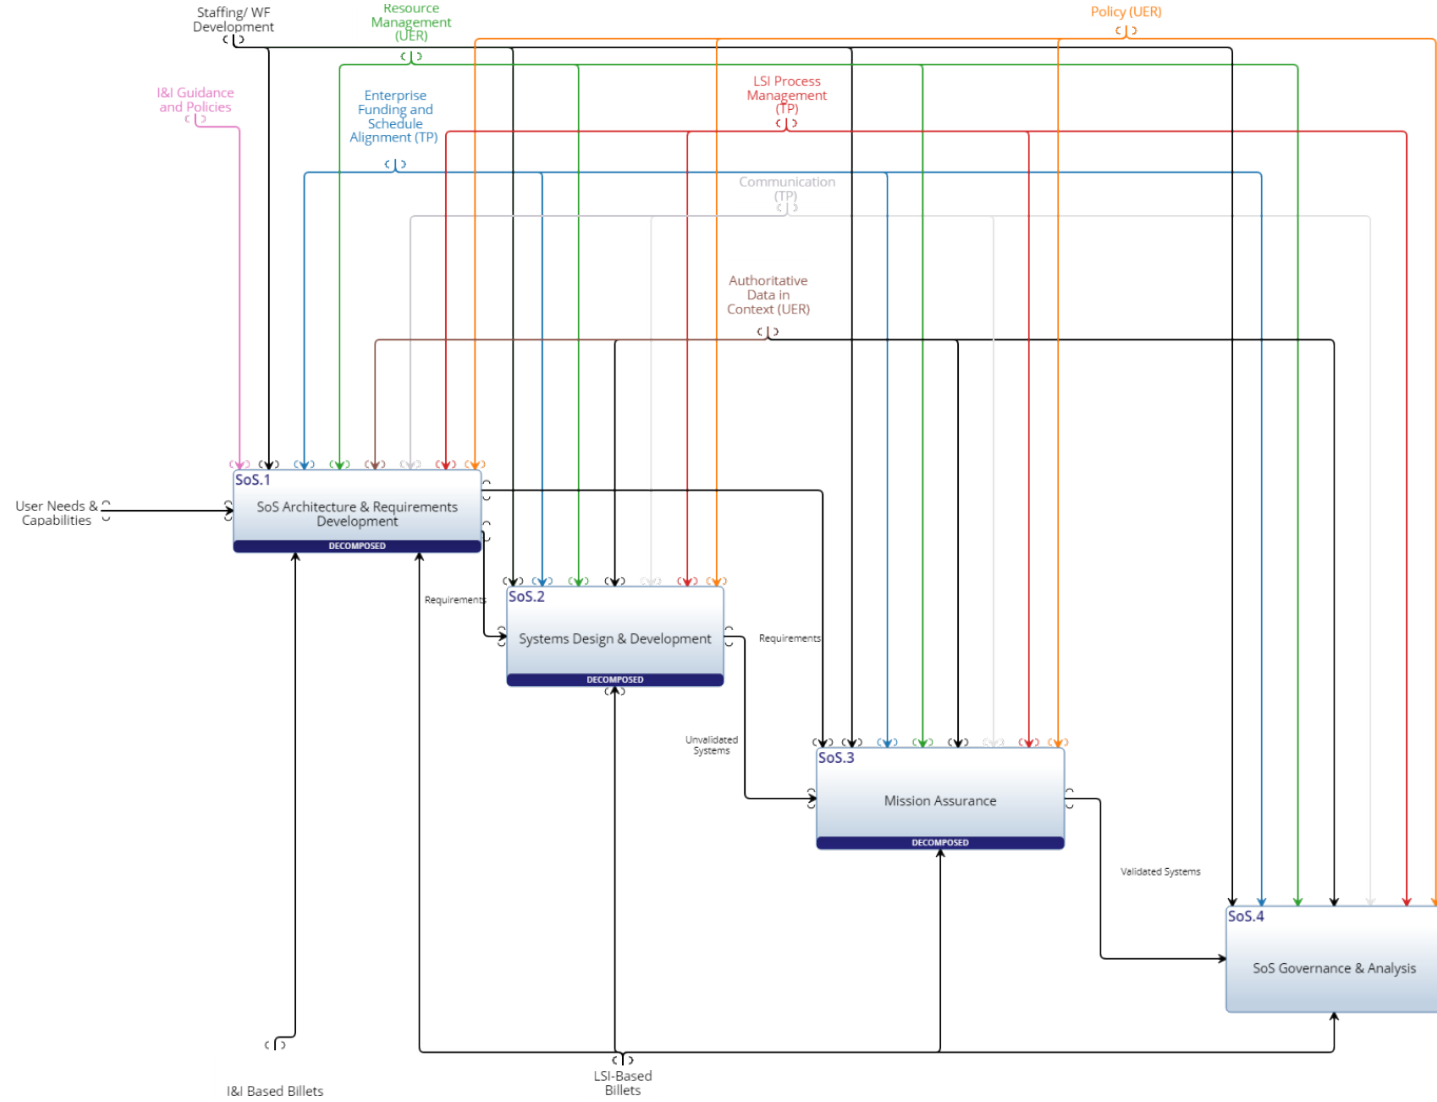 Staffing/ WF
Development
Resource
Management
(UER)
Policy (UER)
I&I Guidance
and Policies
Enterprise
Funding and
Schedule
Alignment (TP)
LSI Process
Management
(TP)
Communication
(TP)
Authoritative
Data in
Context (UER)
User Needs &
Capabilities
SoS.1
SoS Architecture & Requirements
Development
DECOMPOSED
Requirements
SoS.2
Systems Design & Development
DECOMPOSED
Requirements
Unvalidated
Systems
SoS.3
Mission Assurance
DECOMPOSED
Validated Systems
SoS.4
SoS Governance & Analysis
I&I Based Billets
LSI-Based
Billets